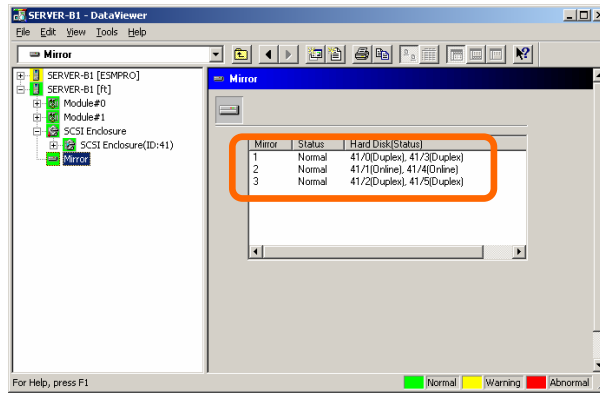 SERVER-B1 - DataViewer
File Edit View Tools Help
Mirror
SERVER-B1 [ESMPRO]
SERVER-B1 [ft]
Module#0
Module#1
SCSI Enclosure
SCSI Enclosure(ID:41)
Mirror
Mirror
Mirror Status Hard Disk(Status)
1 Normal 41/0(Duplex), 41/3(Duplex)
2 Normal 41/1(Online), 41/4(Online)
3 Normal 41/2(Duplex), 41/5(Duplex)
For Help, press F1 Normal Warning Abnormal